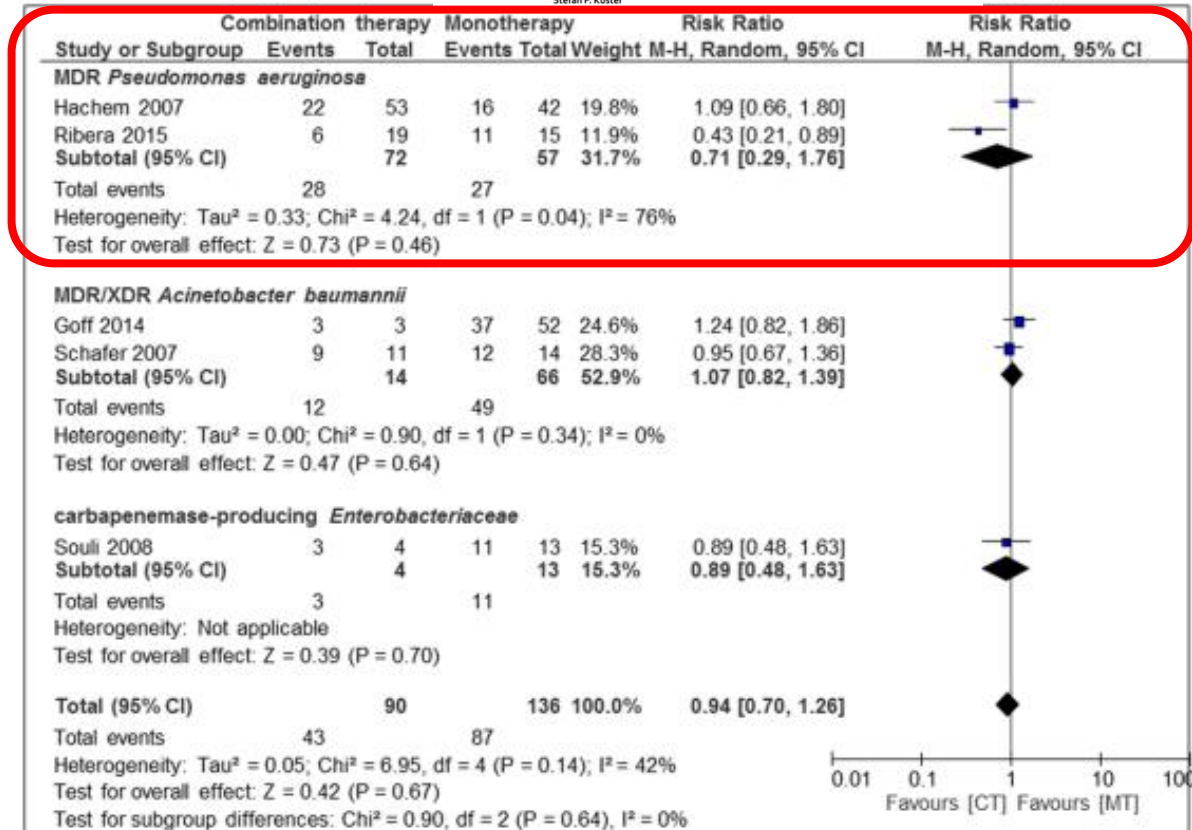 Stefan P. Kuster
Combination therapy Monotherapy Risk Ratio Risk Ratio
Study or Subgroup Events Total Events Total Weight M-H, Random, 95% CI M-H, Random, 95% CI
MDR Pseudomonas aeruginosa
Hachem 2007 22 53 16 42 19.8% 1.09 [0.66, 1.80]
Ribera 2015 6 19 11 15 11.9% 0.43 [0.21, 0.89]
Subtotal (95% CI) 72 57 31.7% 0.71 [0.29, 1.76]
Total events 28 27
Heterogeneity: Tau² = 0.33; Chi² = 4.24, df = 1 (P = 0.04); I² = 76%
Test for overall effect: Z = 0.73 (P = 0.46)
MDR/XDR Acinetobacter baumannii
Goff 2014 3 3 37 52 24.6% 1.24 [0.82, 1.86]
Schafer 2007 9 11 12 14 28.3% 0.95 [0.67, 1.36]
Subtotal (95% CI) 14 66 52.9% 1.07 [0.82, 1.39]
Total events 12 49
Heterogeneity: Tau² = 0.00; Chi² = 0.90, df = 1 (P = 0.34); I² = 0%
Test for overall effect: Z = 0.47 (P = 0.64)
carbapenemase-producing Enterobacteriaceae
Souli 2008 3 4 11 13 15.3% 0.89 [0.48, 1.63]
Subtotal (95% CI) 4 13 15.3% 0.89 [0.48, 1.63]
Total events 3 11
Heterogeneity: Not applicable
Test for overall effect: Z = 0.39 (P = 0.70)
Total (95% CI) 90 136 100.0% 0.94 [0.70, 1.26]
Total events 43 87
Heterogeneity: Tau² = 0.05; Chi² = 6.95, df = 4 (P = 0.14); I² = 42%
Test for overall effect: Z = 0.42 (P = 0.67)
Test for subgroup differences: Chi² = 0.90, df = 2 (P = 0.64), I² = 0%
0.01 0.1 1 10 100
Favours [CT] Favours [MT]